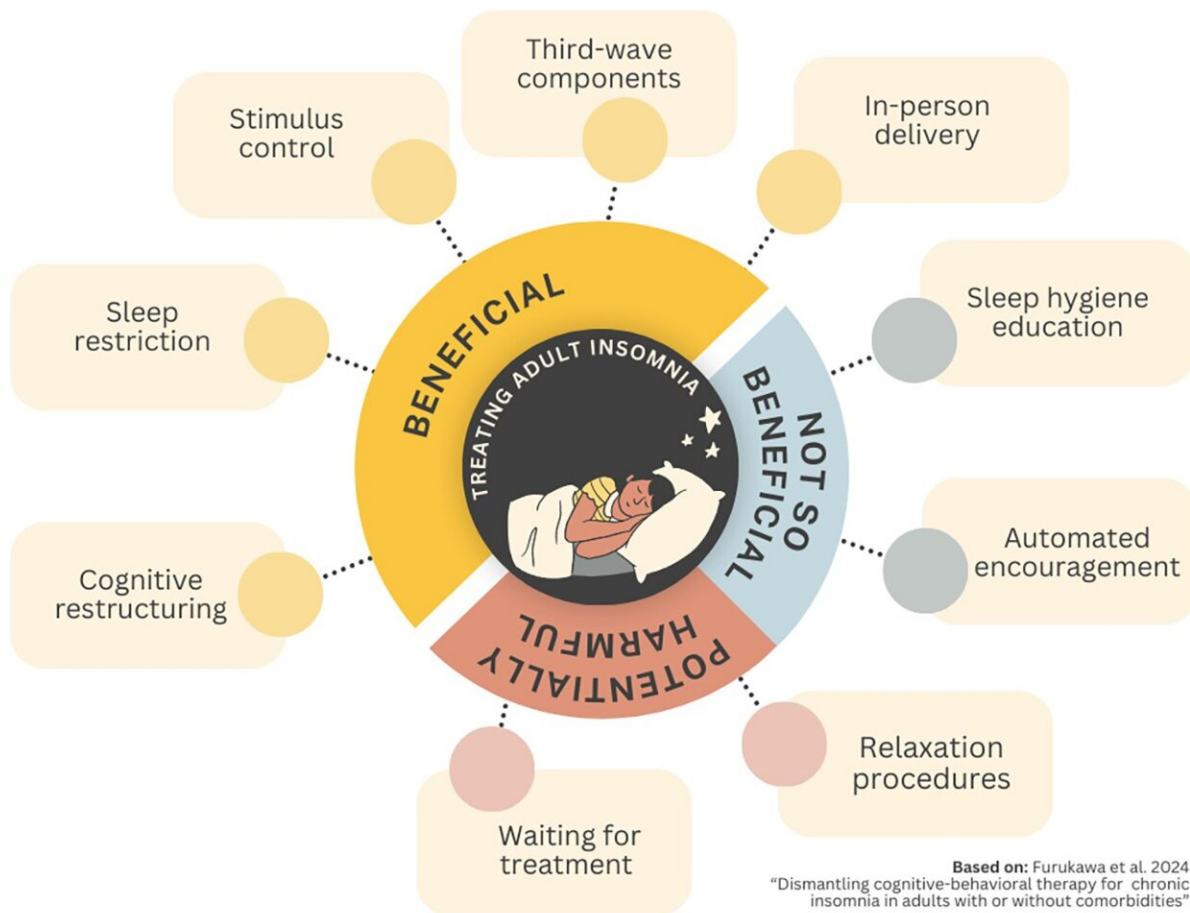 Third-wave
components
Stimulus
control
In-person
delivery
Sleep
restriction
Sleep hygiene
education
BENEFICIAL
TREATING ADULT INSOMNIA
NOT SO
BENEFICIAL
Cognitive
restructuring
Automated
encouragement
POTENTIALLY
HARMFUL
Waiting for
treatment
Relaxation
procedures
Based on: Furukawa et al. 2024
“Dismantling cognitive-behavioral therapy for chronic
insomnia in adults with or without comorbidities”